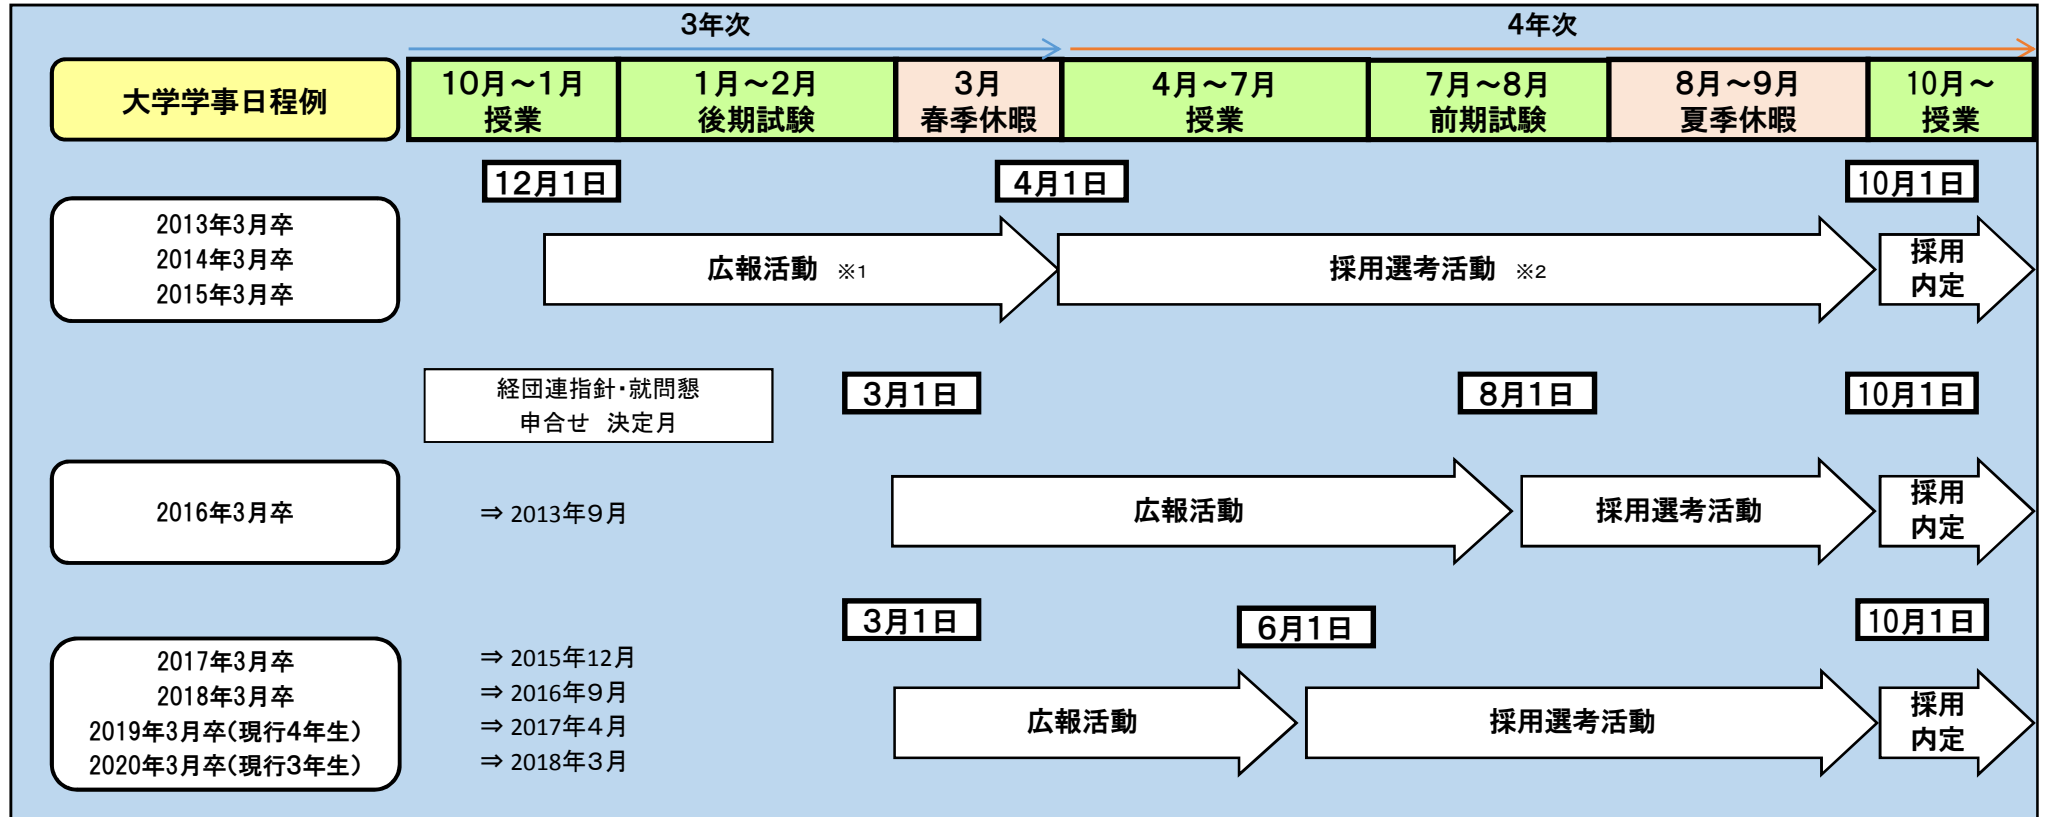 3年次
4年次
大学学事日程例
10月～1月
授業
1月～2月
後期試験
3月
春季休暇
4月～7月
授業
7月～8月
前期試験
8月～9月
夏季休暇
10月～
授業
12月1日
4月1日
10月1日
2013年3月卒
2014年3月卒
2015年3月卒
広報活動 ※1
採用選考活動 ※2
採用
内定
経団連指針・就問懇
申合せ 決定月
3月1日
8月1日
10月1日
2016年3月卒
⇒ 2013年9月
広報活動
採用選考活動
採用
内定
3月1日
6月1日
10月1日
2017年3月卒
2018年3月卒
2019年3月卒（現行4年生）
2020年3月卒（現行3年生）
⇒ 2015年12月
⇒ 2016年9月
⇒ 2017年4月
⇒ 2018年3月
広報活動
採用選考活動
採用
内定